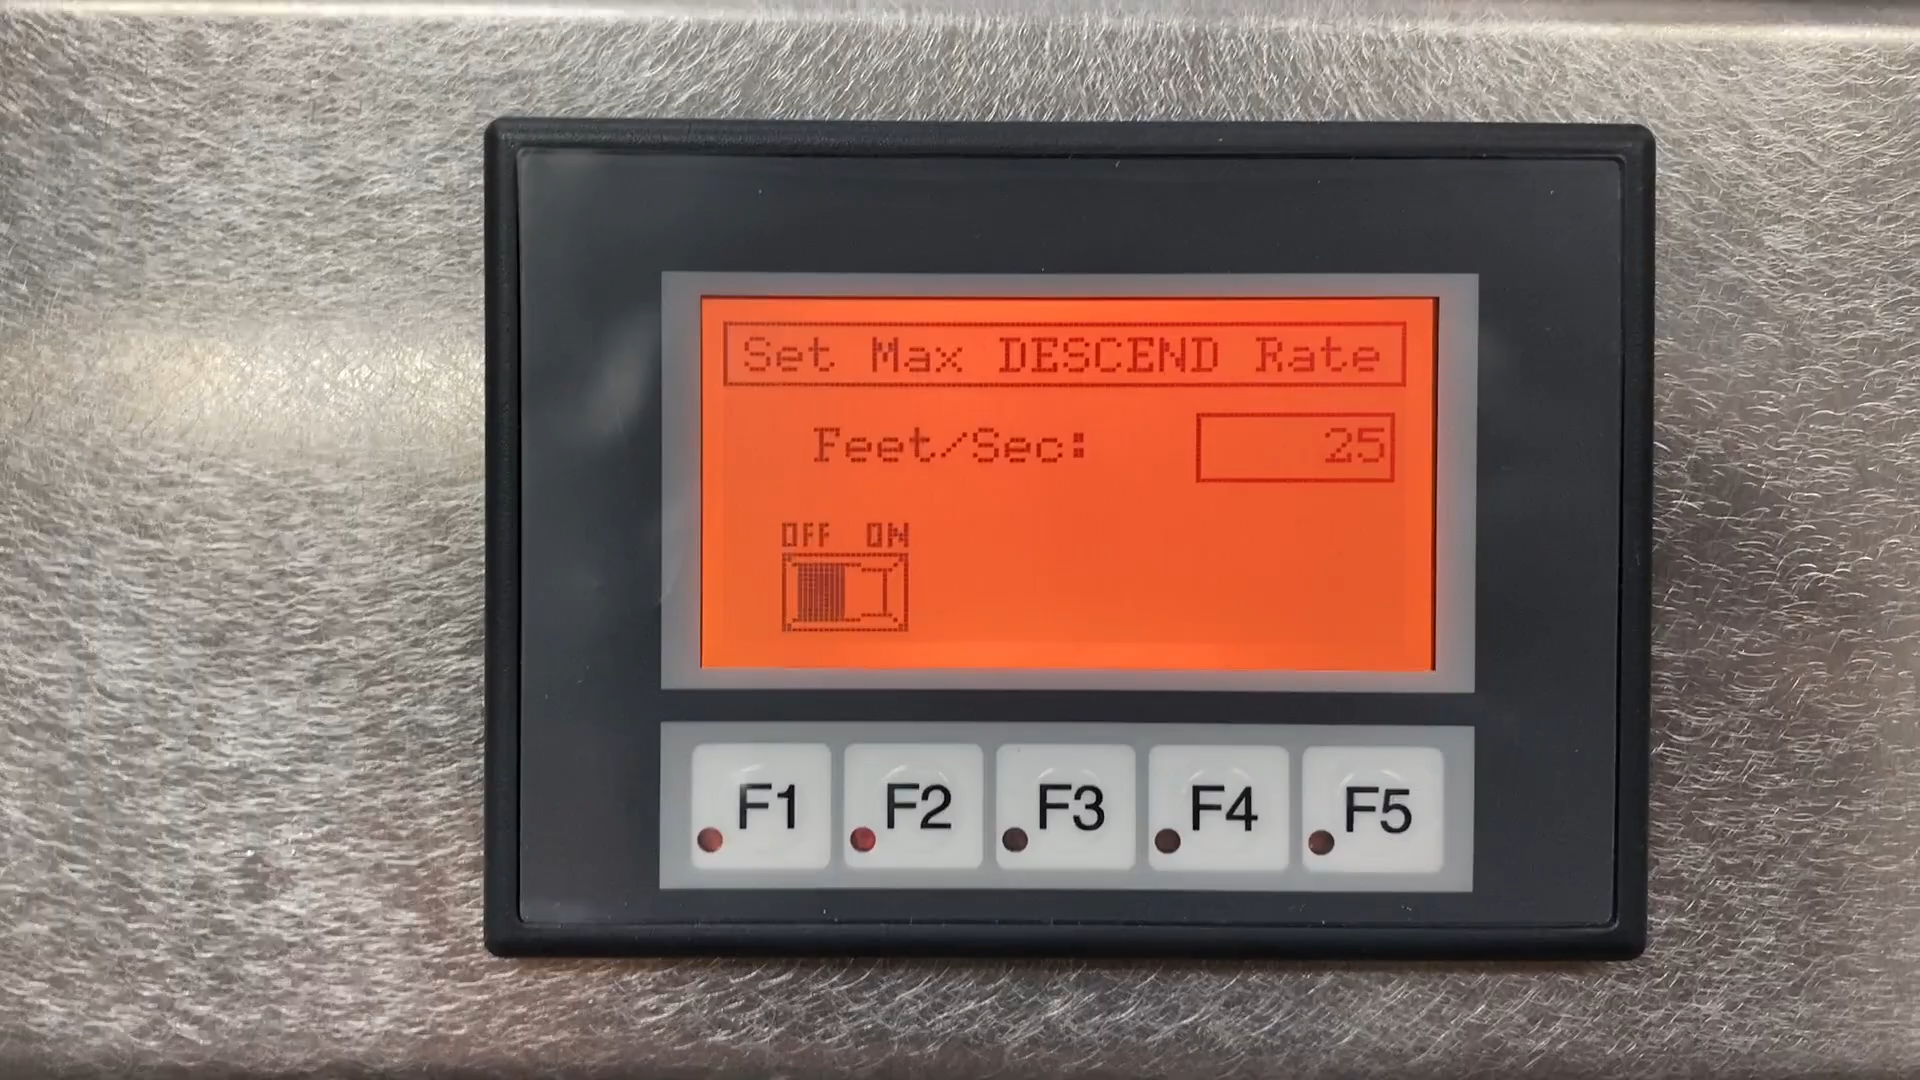 Set Max DESCEND Rate
Feet/Sec: 25
OFF ON
F1 F2 F3 F4 F5